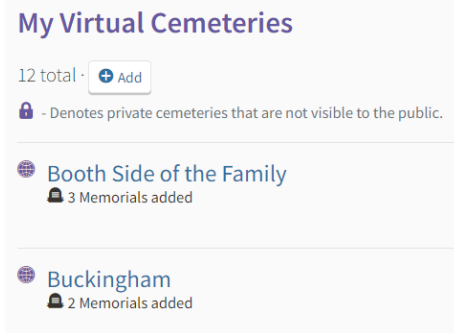 My Virtual Cemeteries
12 total · Add
- Denotes private cemeteries that are not visible to the public.
Booth Side of the Family
3 Memorials added
Buckingham
2 Memorials added